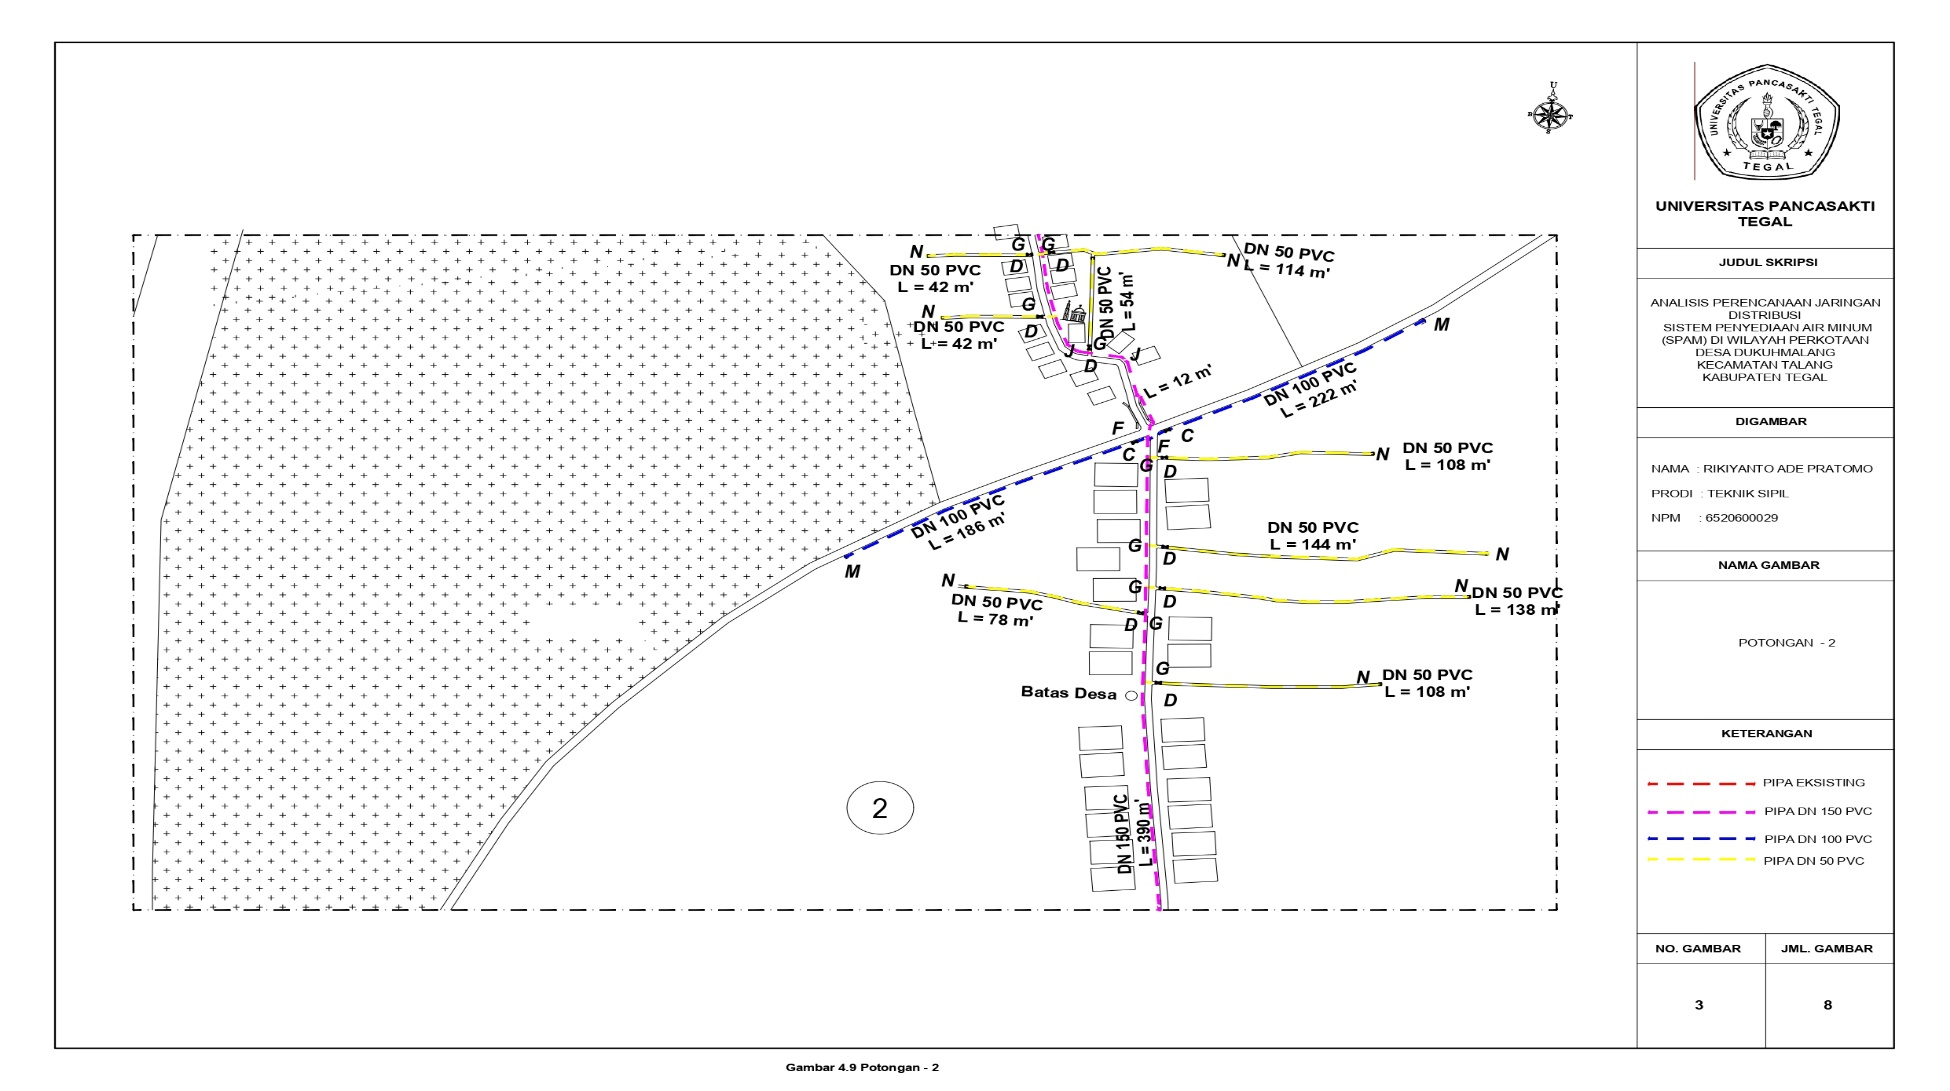 U
B
T
S
N
G
G
DN 50 PVC
L = 42 m'
D
D
DN 50 PVC
L = 114 m'
N
N
G
DN 50 PVC
L = 42 m'
D
DN 50 PVC
L = 54 m'
J
G
D
J
L = 12 m'
M
DN 100 PVC
L = 222 m'
F
C
C
F
G
D
N
DN 50 PVC
L = 108 m'
DN 100 PVC
L = 186 m'
M
DN 50 PVC
L = 144 m'
G
D
N
N
DN 50 PVC
L = 78 m'
G
D
N
DN 50 PVC
L = 138 m'
D
G
G
D
N
DN 50 PVC
L = 108 m'
Batas Desa
2
DN 150 PVC
L = 390 m'
UNIVERSITAS PANCASAKTI TEGAL
TEGAL
UNIVERSITAS PANCASAKTI
TEGAL
JUDUL SKRIPSI
ANALISIS PERENCANAAN JARINGAN
DISTRIBUSI
SISTEM PENYEDIAAN AIR MINUM
(SPAM) DI WILAYAH PERKOTAAN
DESA DUKUHMALANG
KECAMATAN TALANG
KABUPATEN TEGAL
DIGAMBAR
NAMA : RIKIYANTO ADE PRATOMO
PRODI : TEKNIK SIPIL
NPM : 6520600029
NAMA GAMBAR
POTONGAN - 2
KETERANGAN
PIPA EKSISTING
PIPA DN 150 PVC
PIPA DN 100 PVC
PIPA DN 50 PVC
NO. GAMBAR
JML. GAMBAR
3
8
Gambar 4.9 Potongan - 2